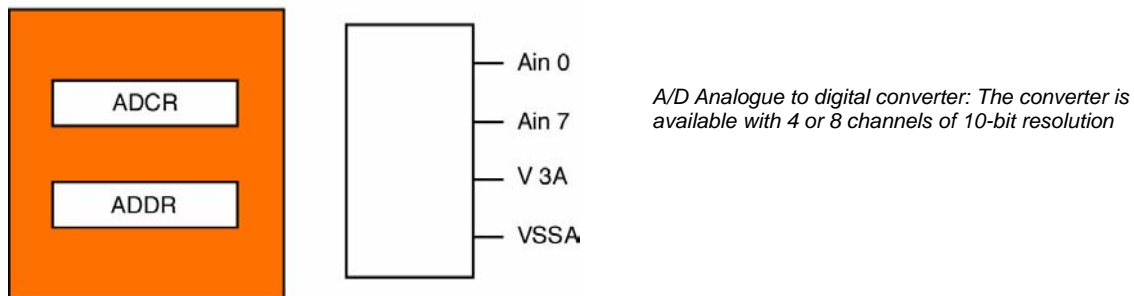 ADCR
ADDR
Ain 0
Ain 7
V 3A
VSSA
A/D Analogue to digital converter: The converter is
available with 4 or 8 channels of 10-bit resolution